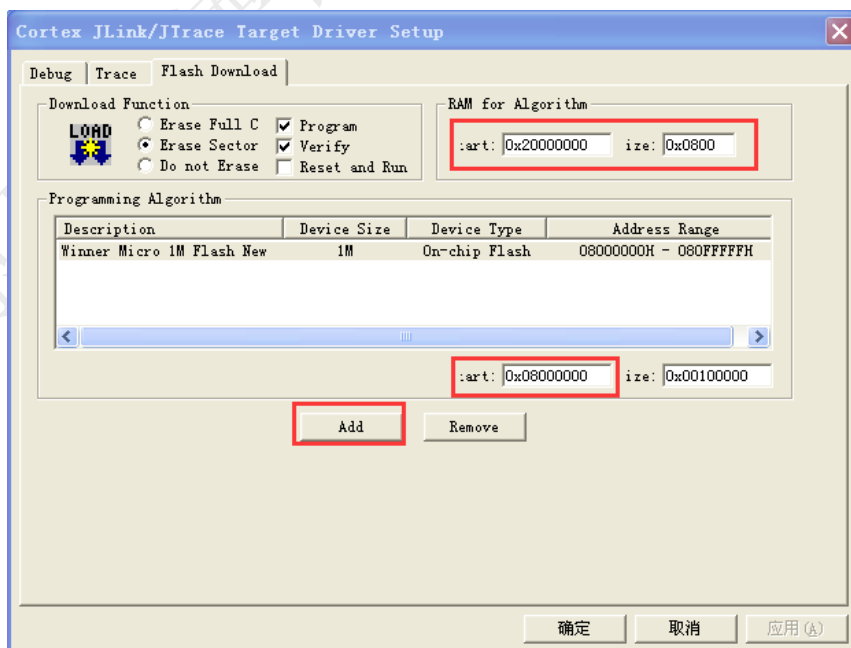 Cortex JLink/JTrace Target Driver Setup
Debug Trace Flash Download
Download Function
LOAD
Erase Full C
Erase Sector
Do not Erase
Program
Verify
Reset and Run
RAM for Algorithm
:art: 0x20000000 ize: 0x0800
Programming Algorithm
Description Device Size Device Type Address Range
Winner Micro 1M Flash New 1M On-chip Flash 08000000H - 080FFFFFH
:art: 0x08000000 ize: 0x00100000
Add Remove
确定 取消 应用(A)